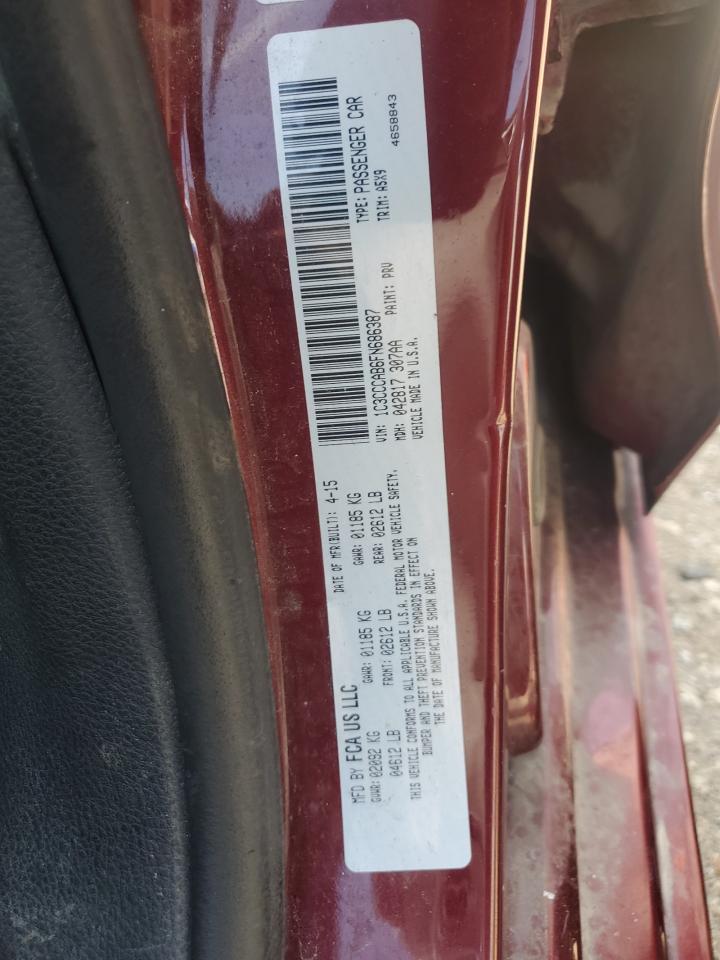 MFD BY FCA US LLC
DATE OF MFR(BUILT): 4-15
GVWR: 02092 KG
04612 LB
GAWR: 01185 KG
FRONT: 02612 LB
GAWR: 01185 KG
REAR: 02612 LB
THIS VEHICLE CONFORMS TO ALL APPLICABLE U.S.A. FEDERAL MOTOR VEHICLE SAFETY,
BUMPER AND THEFT PREVENTION STANDARDS IN EFFECT ON
THE DATE OF MANUFACTURE SHOWN ABOVE.
VIN: 1C3CCCAB6FN686387
TYPE: PASSENGER CAR
MDH: 042817 307AA
PAINT: PRV
TRIM: A5X9
VEHICLE MADE IN U.S.A.
4658843